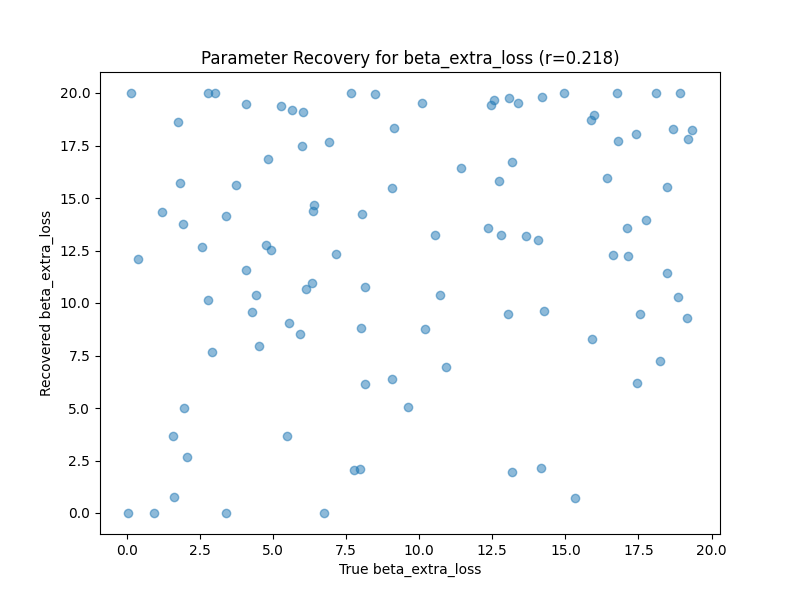 Parameter Recovery for beta_extra_loss (r=0.218)
20.0
17.5
15.0
12.5
10.0
7.5
5.0
2.5
0.0
Recovered beta_extra_loss
0.0 2.5 5.0 7.5 10.0 12.5 15.0 17.5 20.0
True beta_extra_loss